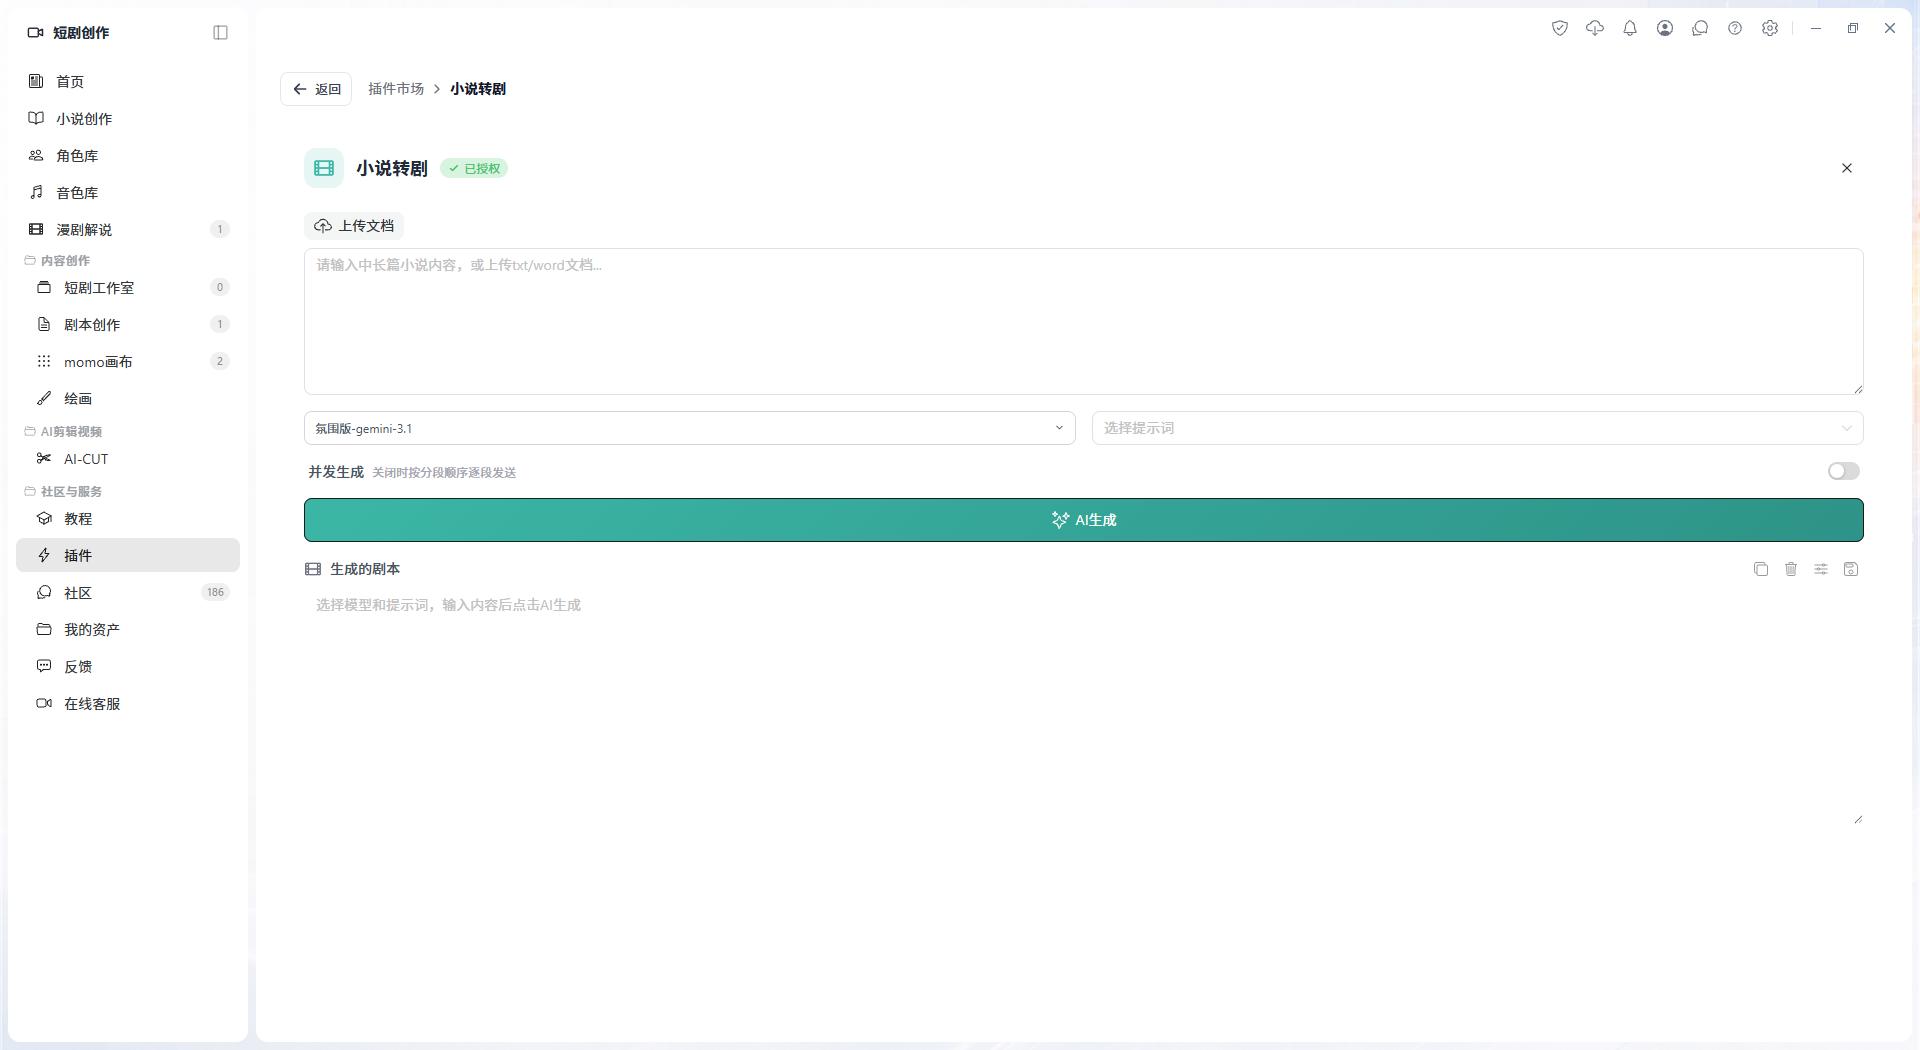 短剧创作
首页
小说创作
角色库
音色库
漫剧解说 1
内容创作
短剧工作室 0
剧本创作 1
momo画布 2
绘画
AI剪辑视频
AI-CUT
社区与服务
教程
插件
社区 186
我的资产
反馈
在线客服
返回 插件市场 > 小说转剧
小说转剧 已授权
上传文档
请输入中长篇小说内容，或上传txt/word文档...
氛围版-gemini-3.1 选择提示词
并发生成 关闭时按分段顺序逐段发送
AI生成
生成的剧本
选择模型和提示词，输入内容后点击AI生成